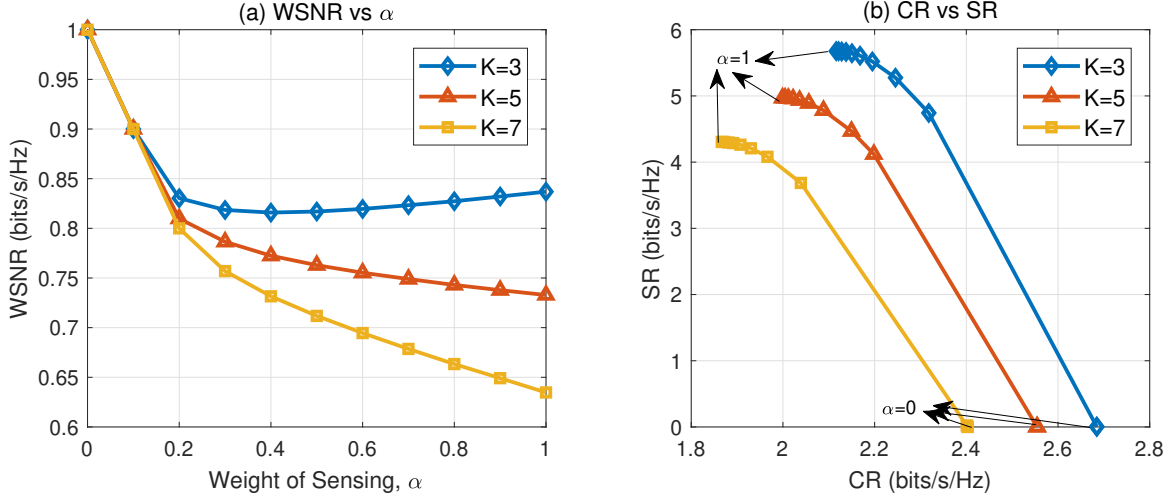 (a) WSNR vs α
WSNR (bits/s/Hz)
1
0.95
0.9
0.85
0.8
0.75
0.7
0.65
0.6
0 0.2 0.4 0.6 0.8 1
Weight of Sensing, α
K=3
K=5
K=7
(b) CR vs SR
SR (bits/s/Hz)
6
5
4
3
2
1
0
1.8 2 2.2 2.4 2.6 2.8
CR (bits/s/Hz)
α=1
α=0
K=3
K=5
K=7